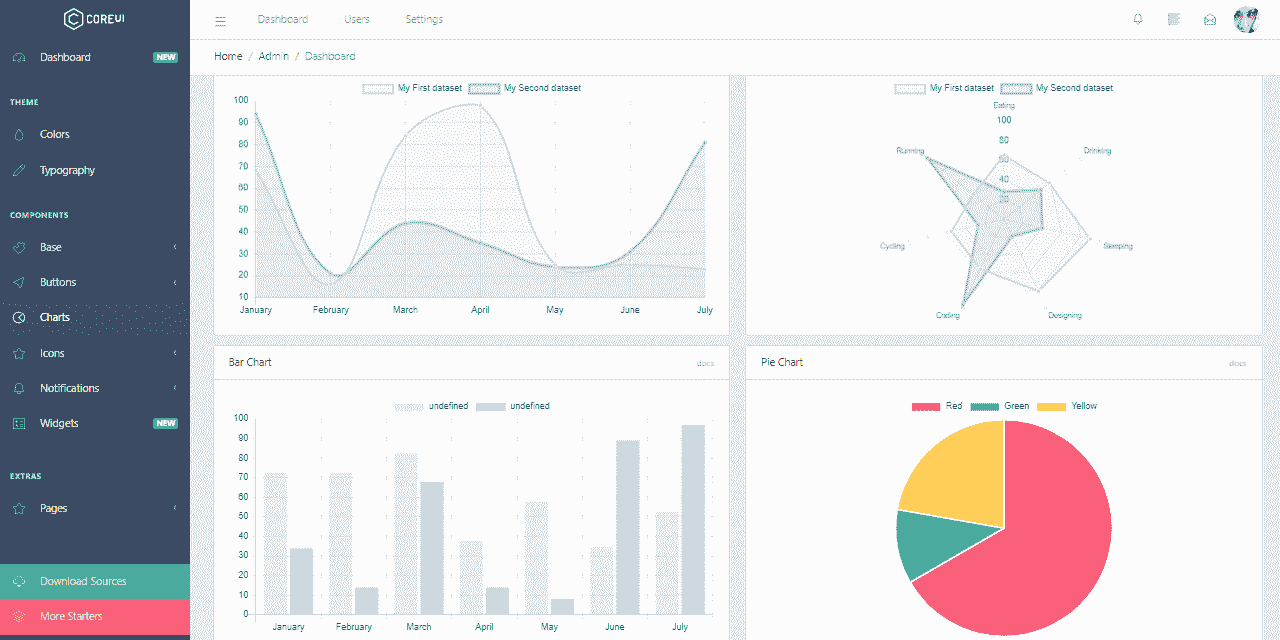 COREUI
Dashboard NEW
THEME
Colors
Typography
COMPONENTS
Base
Buttons
Charts
Icons
Notifications
Widgets NEW
EXTRAS
Pages
Download Sources
More Starters
Dashboard Users Settings
Home / Admin / Dashboard
My First dataset My Second dataset
100
90
80
70
60
50
40
30
20
10
January February March April May June July
My First dataset My Second dataset
Eating
100
80
60
40
20
Running Drinking
Cycling Sleeping
Coding Designing
Bar Chart docs
undefined undefined
100
90
80
70
60
50
40
30
20
10
0
January February March April May June July
Pie Chart docs
Red Green Yellow